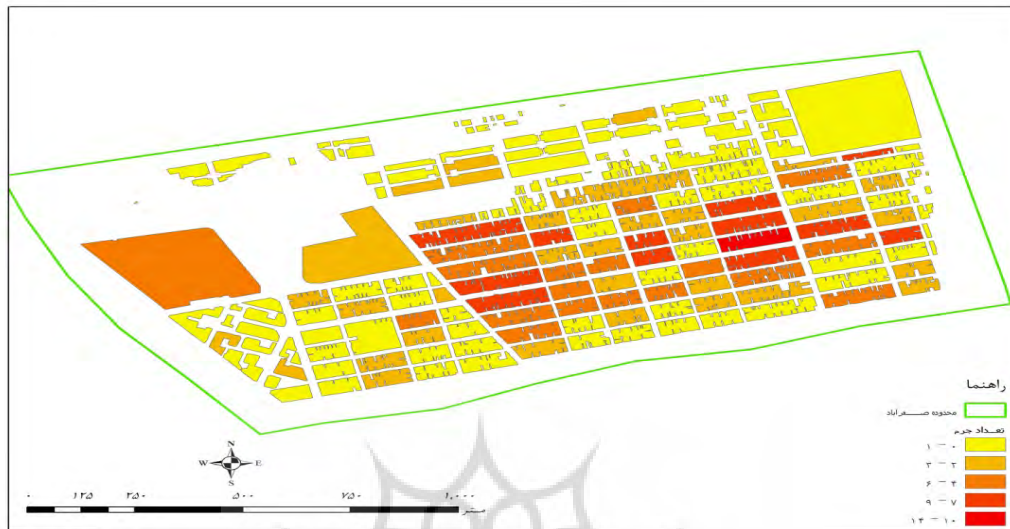 راهنما
محدوده صفرآباد
تعداد جرم
۰ – ۱
۲ – ۳
۴ – ۶
۷ – ۹
۱۰ – ۱۴
N
W E
S
۰ ۱۲۵ ۲۵۰ ۵۰۰ ۷۵۰ ۱,۰۰۰ متر